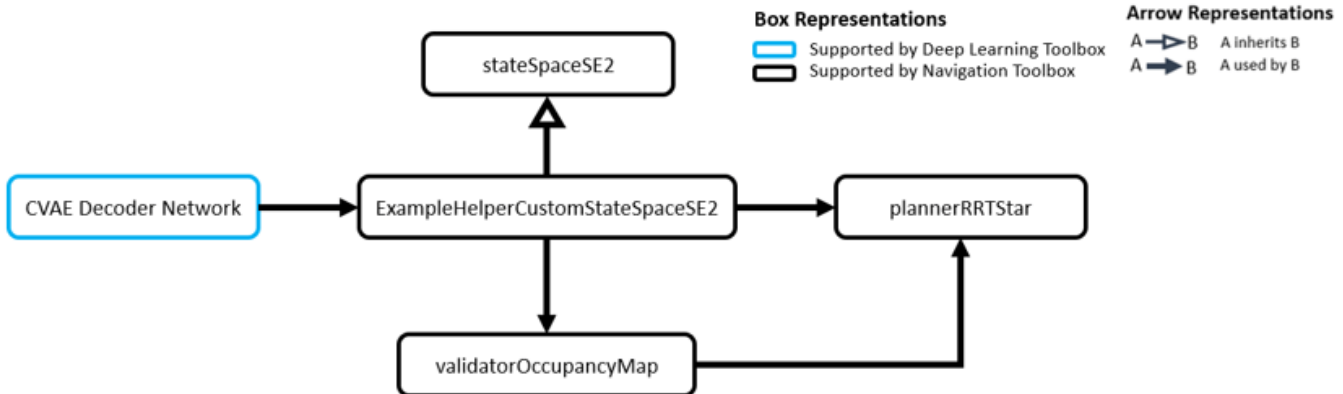 Box Representations
Supported by Deep Learning Toolbox
Supported by Navigation Toolbox
Arrow Representations
A B A inherits B
A B A used by B
stateSpaceSE2
CVAE Decoder Network
ExampleHelperCustomStateSpaceSE2
plannerRRTStar
validatorOccupancyMap